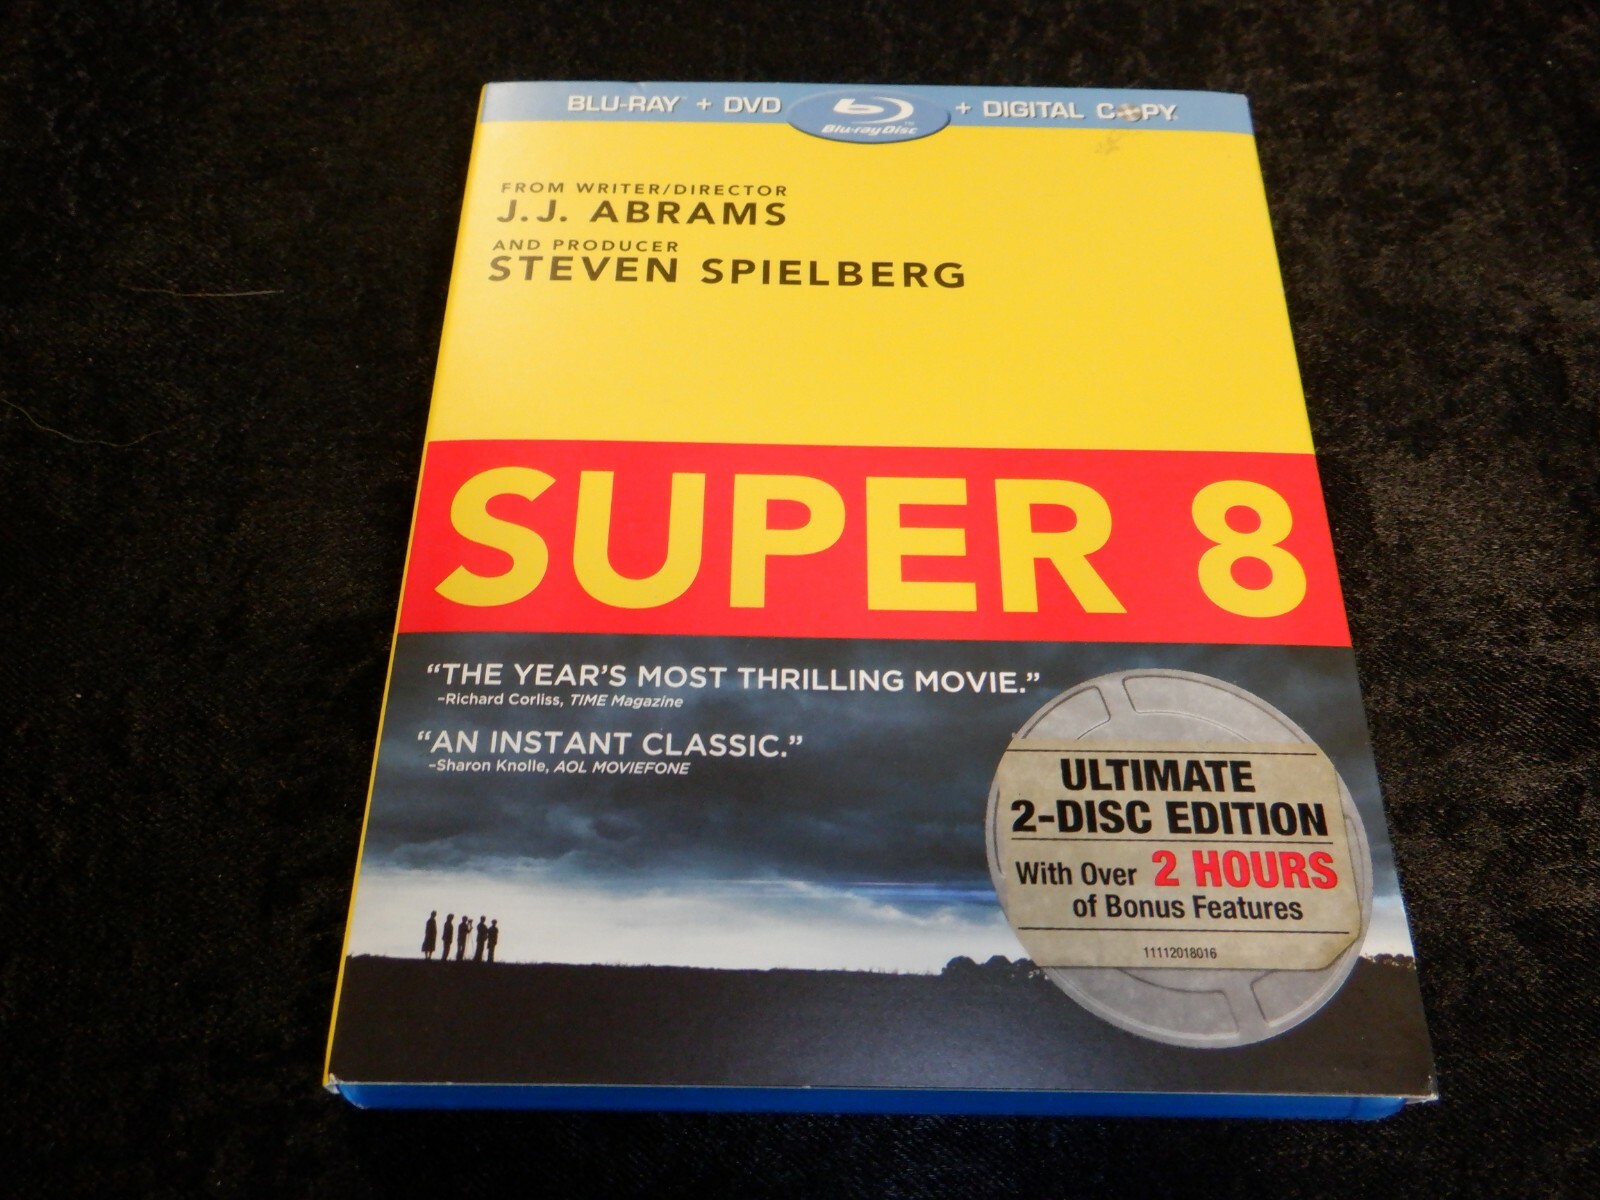 BLU-RAY™ + DVD Blu-ray Disc™ + DIGITAL COPY
FROM WRITER/DIRECTOR
J.J. ABRAMS
AND PRODUCER
STEVEN SPIELBERG
SUPER 8
“THE YEAR’S MOST THRILLING MOVIE.”
–Richard Corliss, TIME Magazine
“AN INSTANT CLASSIC.”
–Sharon Knolle, AOL MOVIEFONE
ULTIMATE
2-DISC EDITION
With Over 2 HOURS
of Bonus Features
11112018016